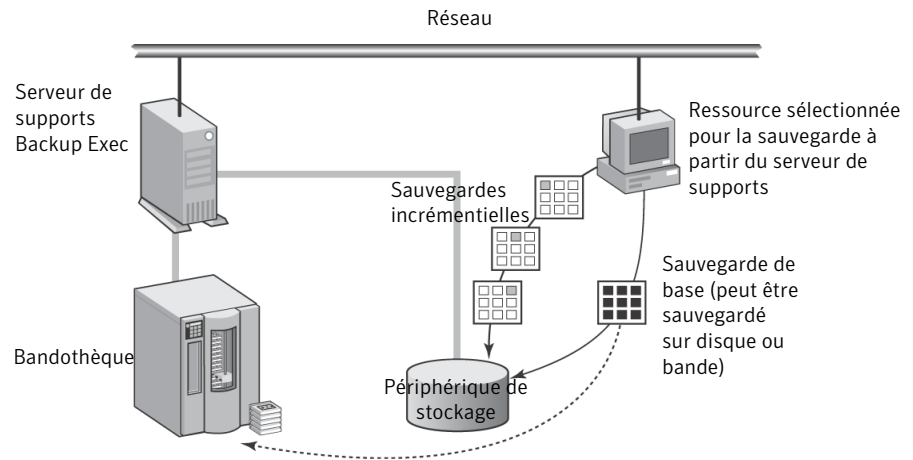 Réseau
Serveur de
supports
Backup Exec
Ressource sélectionnée
pour la sauvegarde à
partir du serveur de
supports
Sauvegardes
incrémentielles
Sauvegarde de
base (peut être
sauvegardé
sur disque ou
bande)
Bandothèque
Périphérique de
stockage